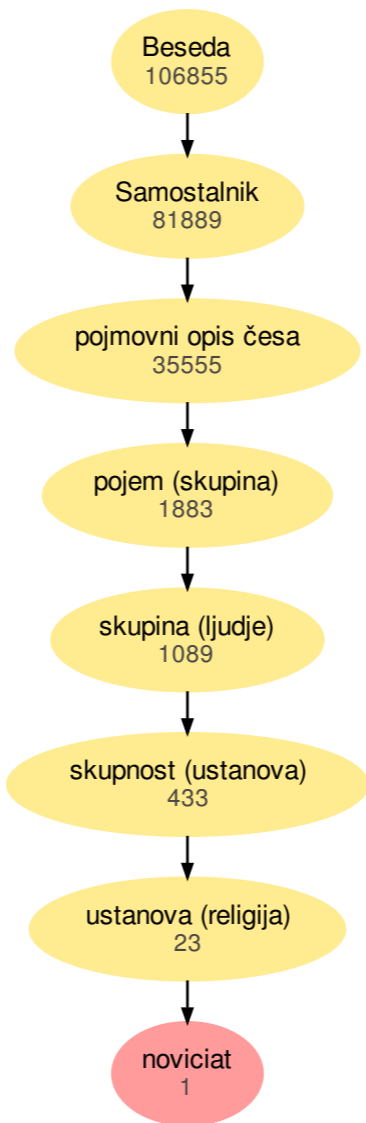 Beseda
106855
Samostalnik
81889
pojmovni opis česa
35555
pojem (skupina)
1883
skupina (ljudje)
1089
skupnost (ustanova)
433
ustanova (religija)
23
noviciat
1